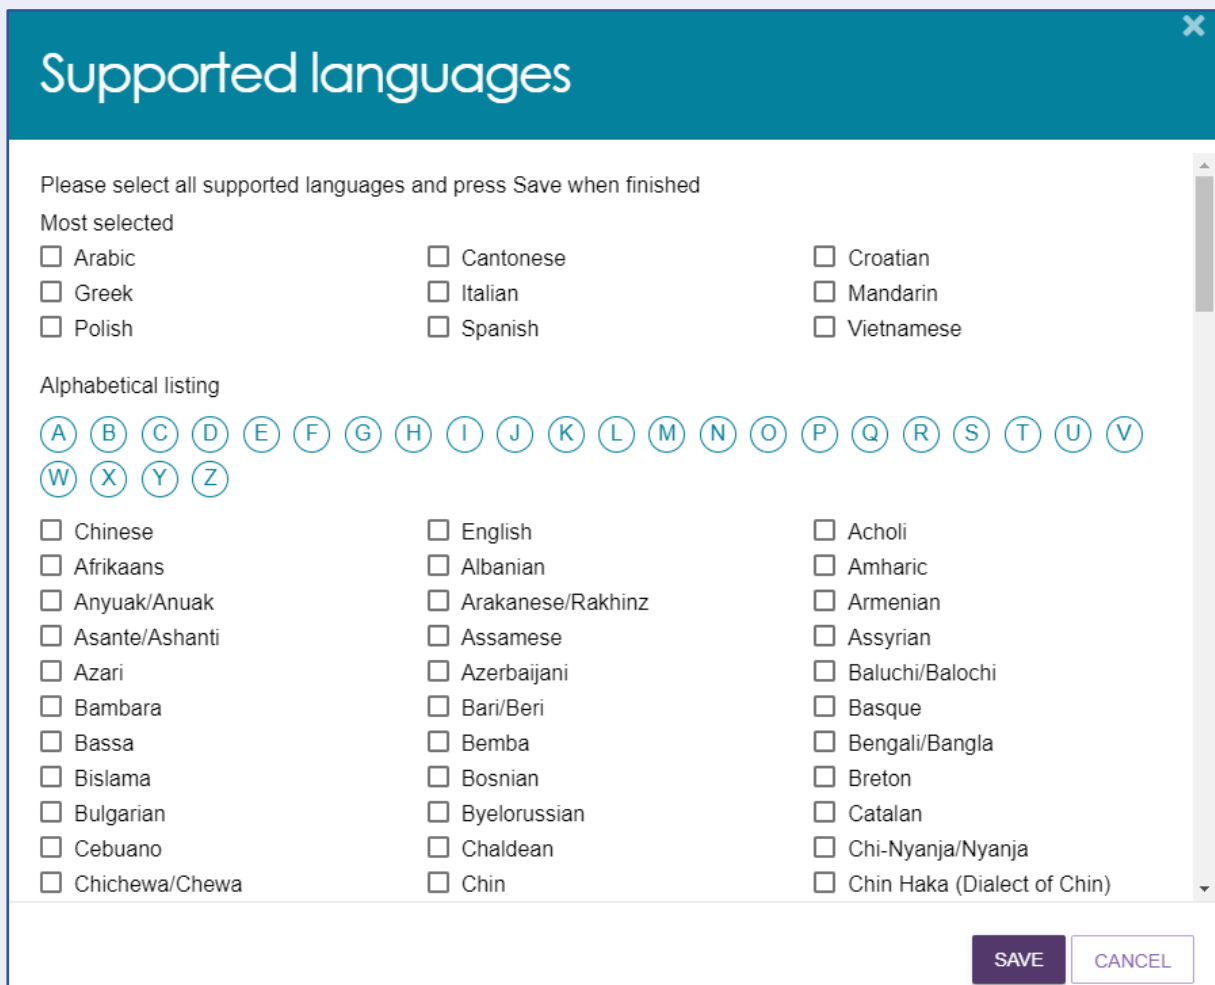 Supported languages
Please select all supported languages and press Save when finished
Most selected
Arabic Cantonese Croatian
Greek Italian Mandarin
Polish Spanish Vietnamese
Alphabetical listing
A B C D E F G H I J K L M N O P Q R S T U V
W X Y Z
Chinese English Acholi
Afrikaans Albanian Amharic
Anyuak/Anuak Arakanese/Rakhinz Armenian
Asante/Ashanti Assamese Assyrian
Azari Azerbaijani Baluchi/Balochi
Bambara Bari/Beri Basque
Bassa Bemba Bengali/Bangla
Bislama Bosnian Breton
Bulgarian Byelorussian Catalan
Cebuano Chaldean Chi-Nyanja/Nyanja
Chichewa/Chewa Chin Chin Haka (Dialect of Chin)
SAVE CANCEL